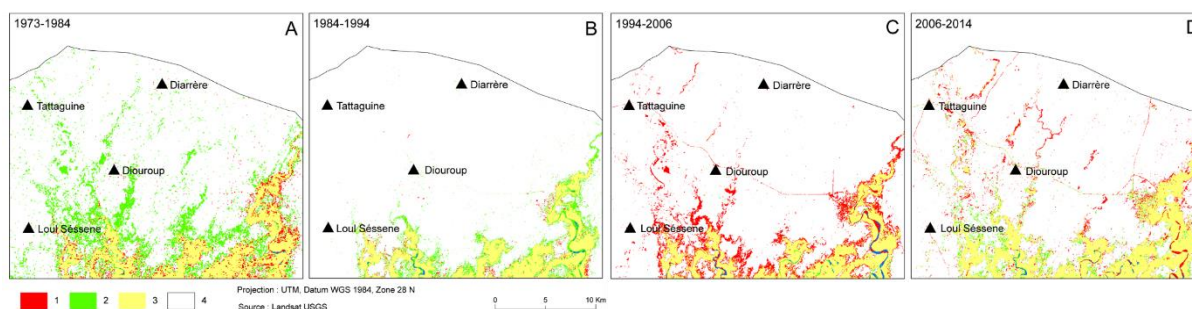 1973-1984
A
Diarrère
Tattaguine
Diouroup
Loul Séssene
1984-1994
B
Diarrère
Tattaguine
Diouroup
Loul Séssene
1994-2006
C
Diarrère
Tattaguine
Diouroup
Loul Séssene
2006-2014
D
Diarrère
Tattaguine
Diouroup
Loul Séssene
1 2 3 4
Projection : UTM, Datum WGS 1984, Zone 28 N
Source : Landsat USGS
0 5 10 Km